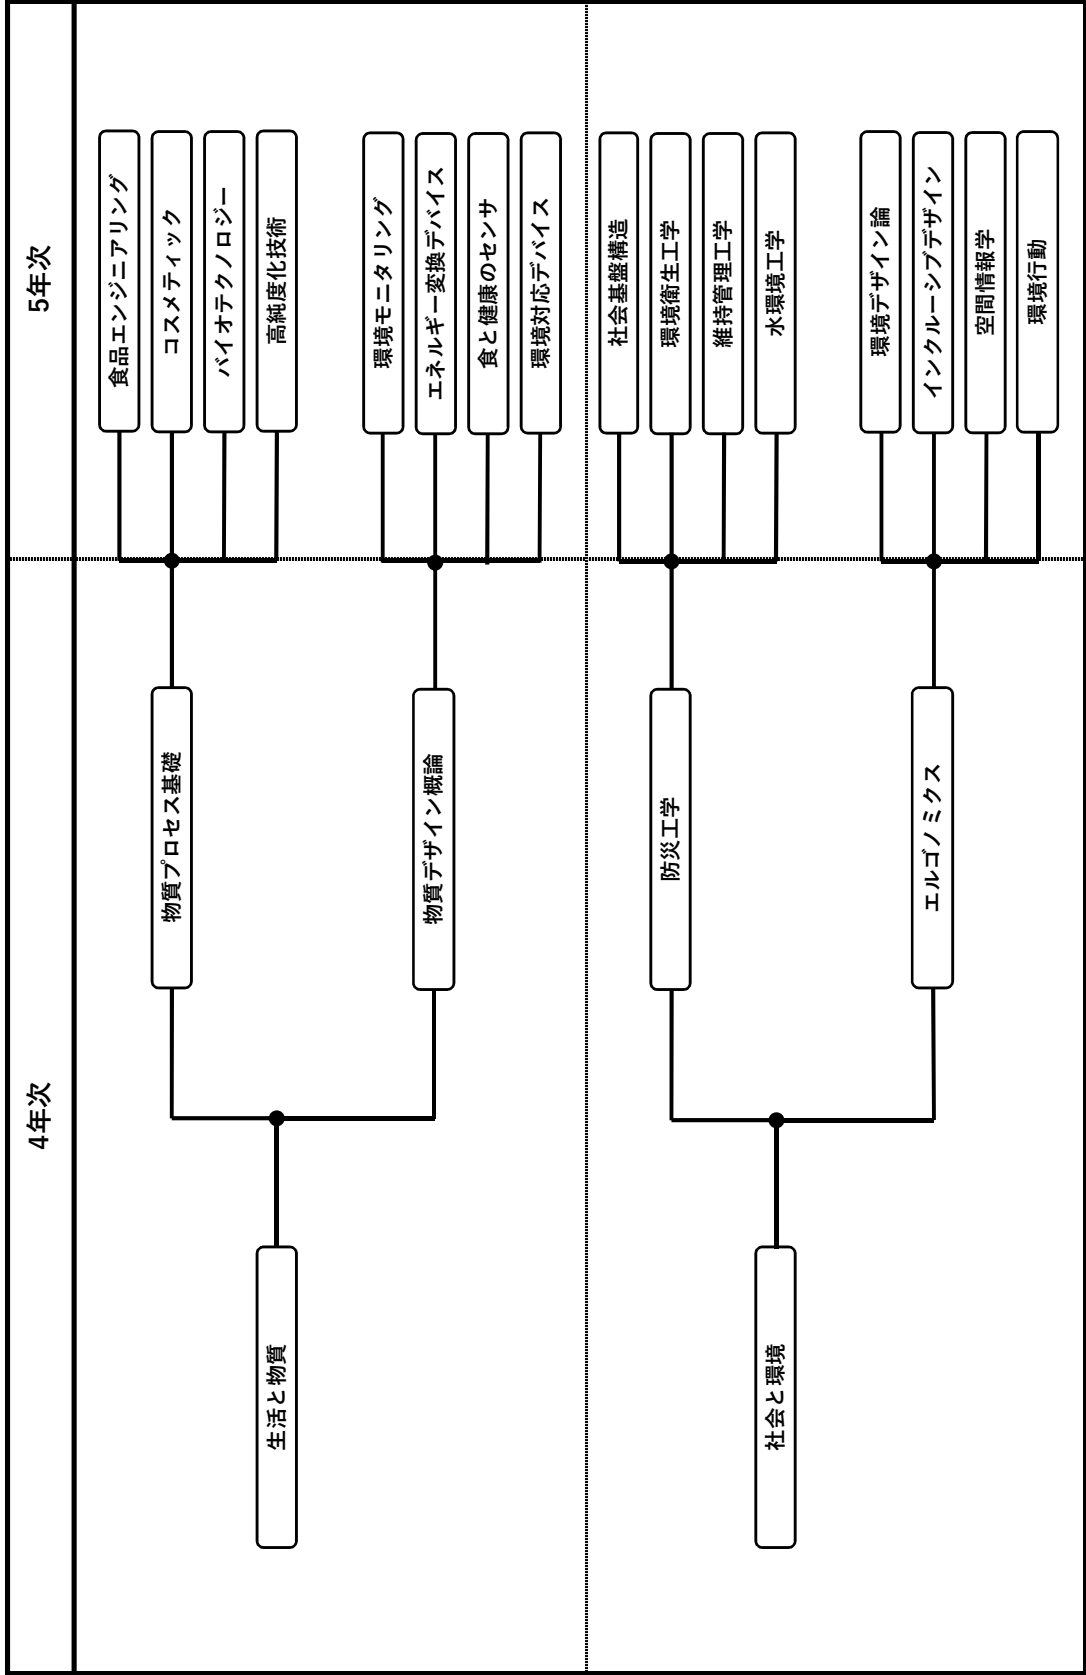 4年次
5年次
生活と物質
物質プロセス基礎
食品エンジニアリング
コスメティック
バイオテクノロジー
高純度化技術
物質デザイン概論
環境モニタリング
エネルギー変換デバイス
食と健康のセンサ
環境対応デバイス
社会と環境
防災工学
社会基盤構造
環境衛生工学
維持管理工学
水環境工学
エルゴノミクス
環境デザイン論
インクルーシブデザイン
空間情報学
環境行動